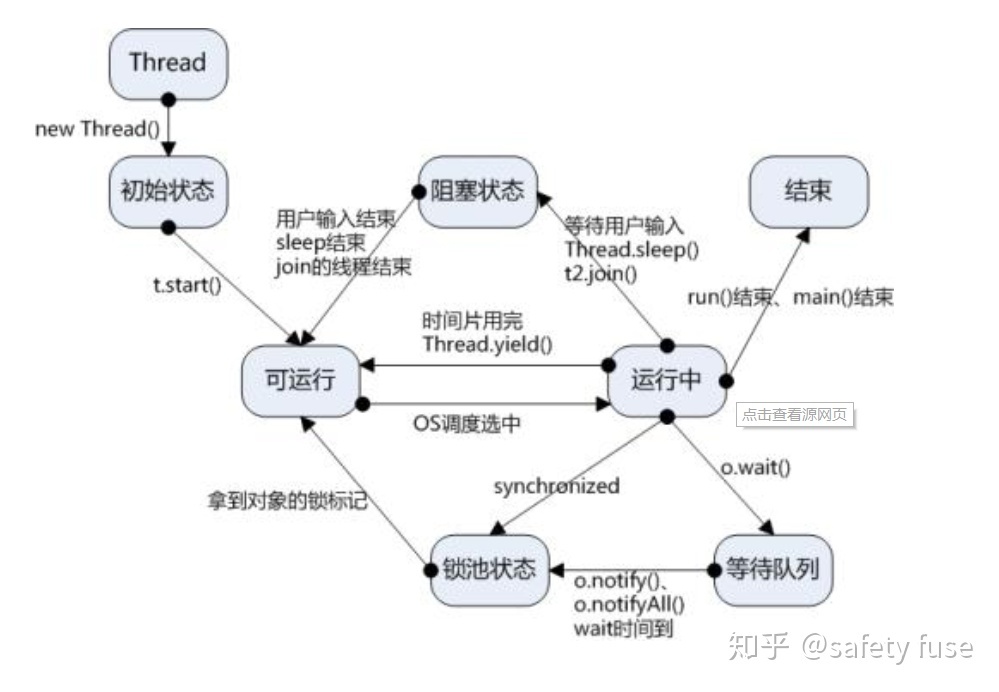 Thread
new Thread()
初始状态
阻塞状态
结束
用户输入结束
sleep结束
join的线程结束
等待用户输入
Thread.sleep()
t2.join()
t.start()
run()结束、main()结束
时间片用完
Thread.yield()
可运行
运行中
OS调度选中
点击查看源网页
o.wait()
synchronized
拿到对象的锁标记
锁池状态
等待队列
o.notify()、
o.notifyAll()
wait时间到
知乎 @safety fuse